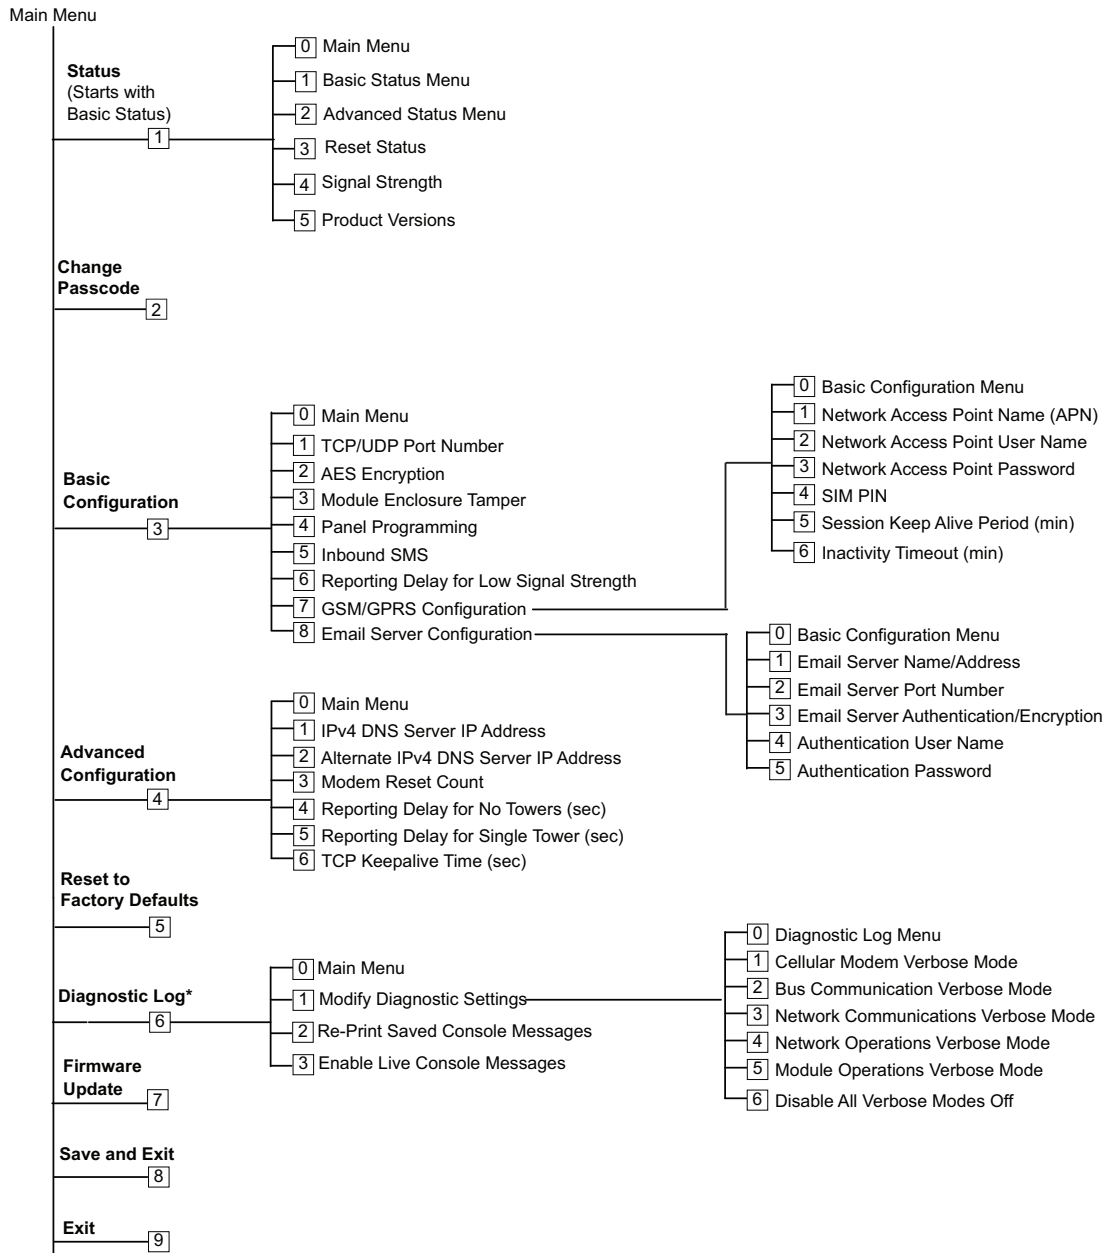 Main Menu
Status
(Starts with
Basic Status)
1
0 Main Menu
1 Basic Status Menu
2 Advanced Status Menu
3 Reset Status
4 Signal Strength
5 Product Versions
Change
Passcode
2
Basic
Configuration
3
0 Main Menu
1 TCP/UDP Port Number
2 AES Encryption
3 Module Enclosure Tamper
4 Panel Programming
5 Inbound SMS
6 Reporting Delay for Low Signal Strength
7 GSM/GPRS Configuration
8 Email Server Configuration
0 Basic Configuration Menu
1 Network Access Point Name (APN)
2 Network Access Point User Name
3 Network Access Point Password
4 SIM PIN
5 Session Keep Alive Period (min)
6 Inactivity Timeout (min)
0 Basic Configuration Menu
1 Email Server Name/Address
2 Email Server Port Number
3 Email Server Authentication/Encryption
4 Authentication User Name
5 Authentication Password
Advanced
Configuration
4
0 Main Menu
1 IPv4 DNS Server IP Address
2 Alternate IPv4 DNS Server IP Address
3 Modem Reset Count
4 Reporting Delay for No Towers (sec)
5 Reporting Delay for Single Tower (sec)
6 TCP Keepalive Time (sec)
Reset to
Factory Defaults
5
Diagnostic Log*
6
0 Main Menu
1 Modify Diagnostic Settings
2 Re-Print Saved Console Messages
3 Enable Live Console Messages
0 Diagnostic Log Menu
1 Cellular Modem Verbose Mode
2 Bus Communication Verbose Mode
3 Network Communications Verbose Mode
4 Network Operations Verbose Mode
5 Module Operations Verbose Mode
6 Disable All Verbose Modes Off
Firmware
Update
7
Save and Exit
8
Exit
9